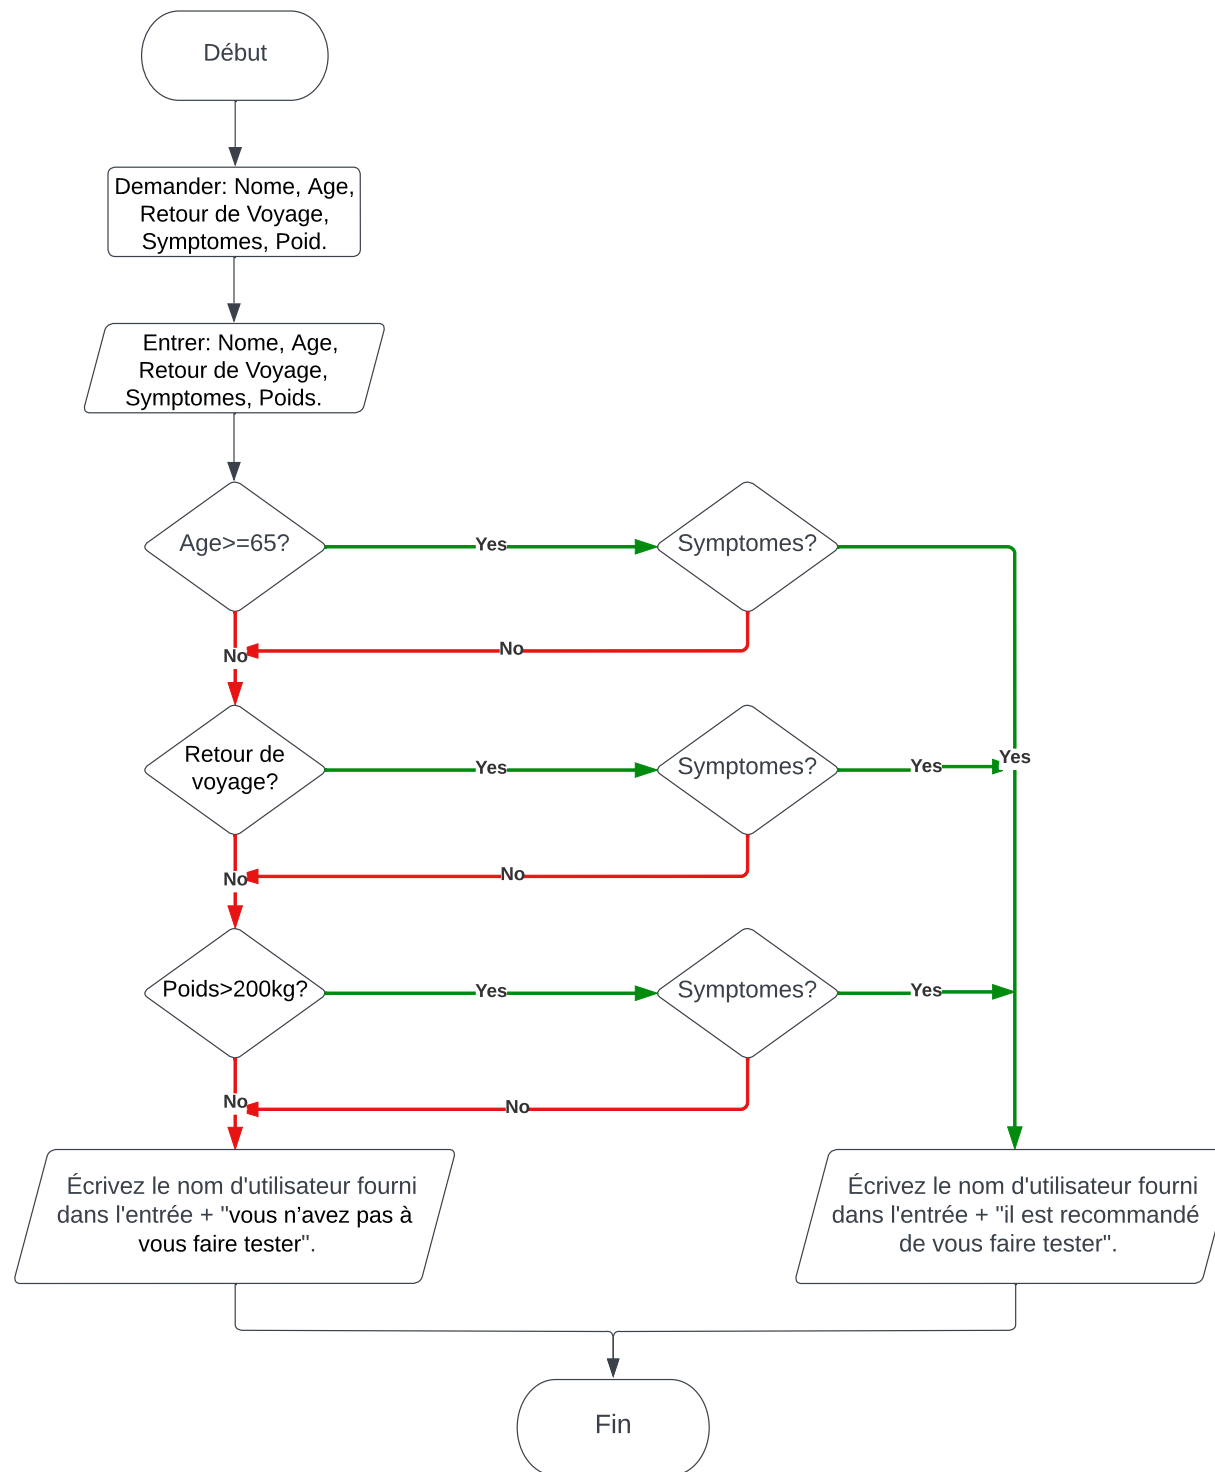 Début
Demander: Nome, Age,
Retour de Voyage,
Symptomes, Poid.
Entrer: Nome, Age,
Retour de Voyage,
Symptomes, Poids.
Age>=65?
Yes
Symptomes?
No
No
Retour de
voyage?
Yes
Symptomes?
Yes
Yes
No
No
Poids>200kg?
Yes
Symptomes?
Yes
No
No
Écrivez le nom d'utilisateur fourni
dans l'entrée + "vous n’avez pas à
vous faire tester".
Écrivez le nom d'utilisateur fourni
dans l'entrée + "il est recommandé
de vous faire tester".
Fin